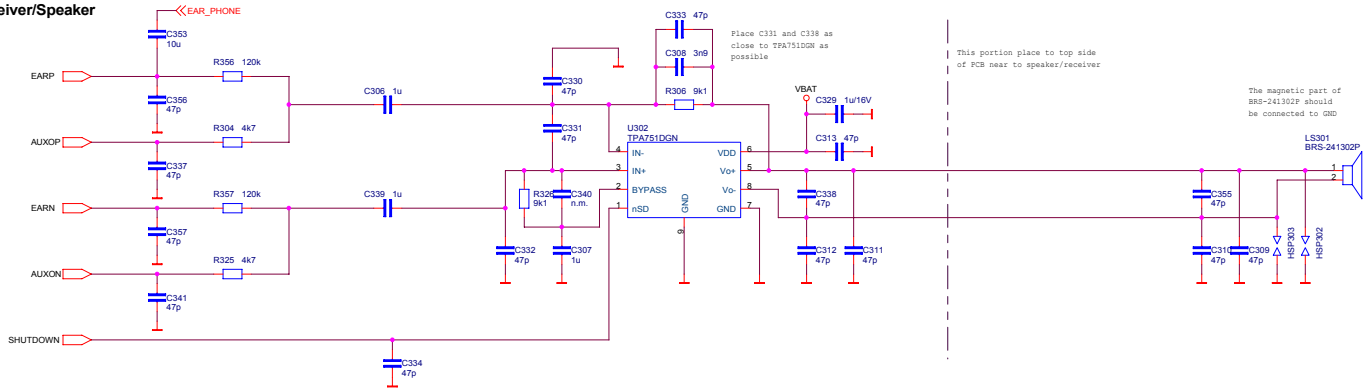 eiver/Speaker
EAR_PHONE
C353
10u
EARP
R356 120k
C356
47p
AUXOP
R304 4k7
C337
47p
EARN
R357 120k
C357
47p
AUXON
R325 4k7
C341
47p
SHUTDOWN
C334
47p
C306 1u
C339 1u
C330
47p
C331
47p
C333 47p
C308 3n9
R306 9k1
Place C331 and C338 as
close to TPA751DGN as
possible
U302
TPA751DGN
4 IN-
3 IN+
2 BYPASS
1 nSD
VDD 6
Vo+ 5
Vo- 8
GND 7
GND
9
R326
9k1
C340
n.m.
C332
47p
C307
1u
VBAT
C329 1u/16V
C313 47p
C338
47p
C312
47p
C311
47p
This portion place to top side
of PCB near to speaker/receiver
The magnetic part of
BRS-241302P should
be connected to GND
LS301
BRS-241302P
1
2
C355
47p
C310
47p
C309
47p
HSP303
HSP302